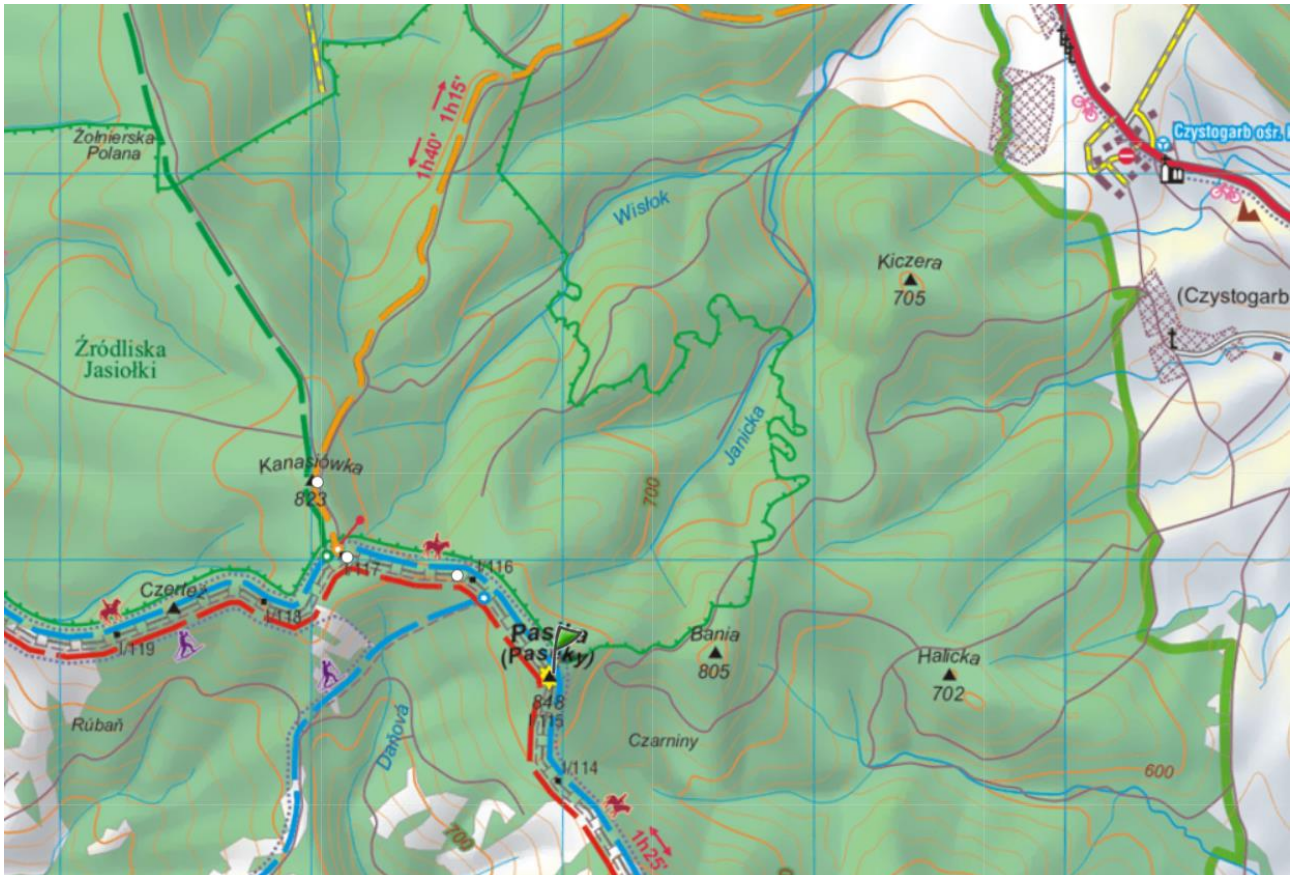 1h15'
1h40'
Żołnierska
Polana
Czystogarb ośr.
Wisłok
Kiczera
705
(Czystogarb
Źródliska
Jasiołki
Janicka
700
Kanasiówka
823
I/117
I/116
Czertež
I/118
I/119
(Pasieky)
Bania
805
Halicka
702
848
I/115
Rúbaň
Daňová
Czarniny
I/114
600
700
1h25'